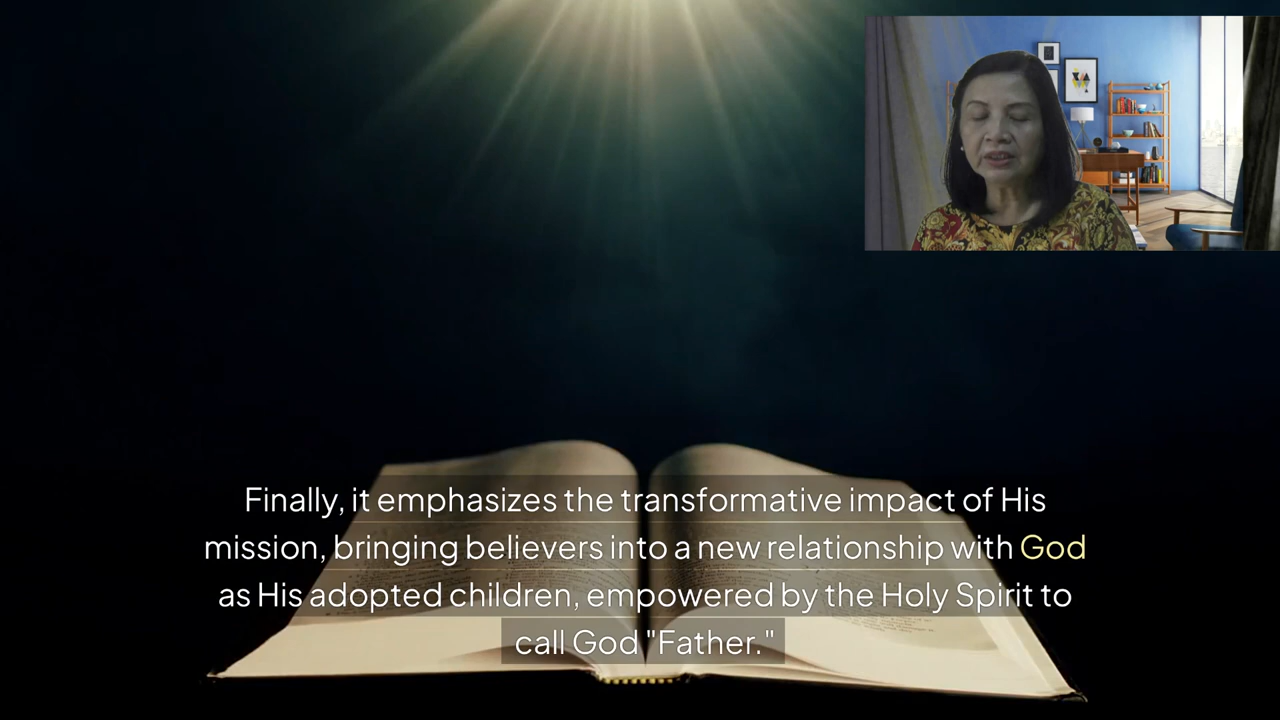 Finally, it emphasizes the transformative impact of His
mission, bringing believers into a new relationship with God
as His adopted children, empowered by the Holy Spirit to
call God "Father."